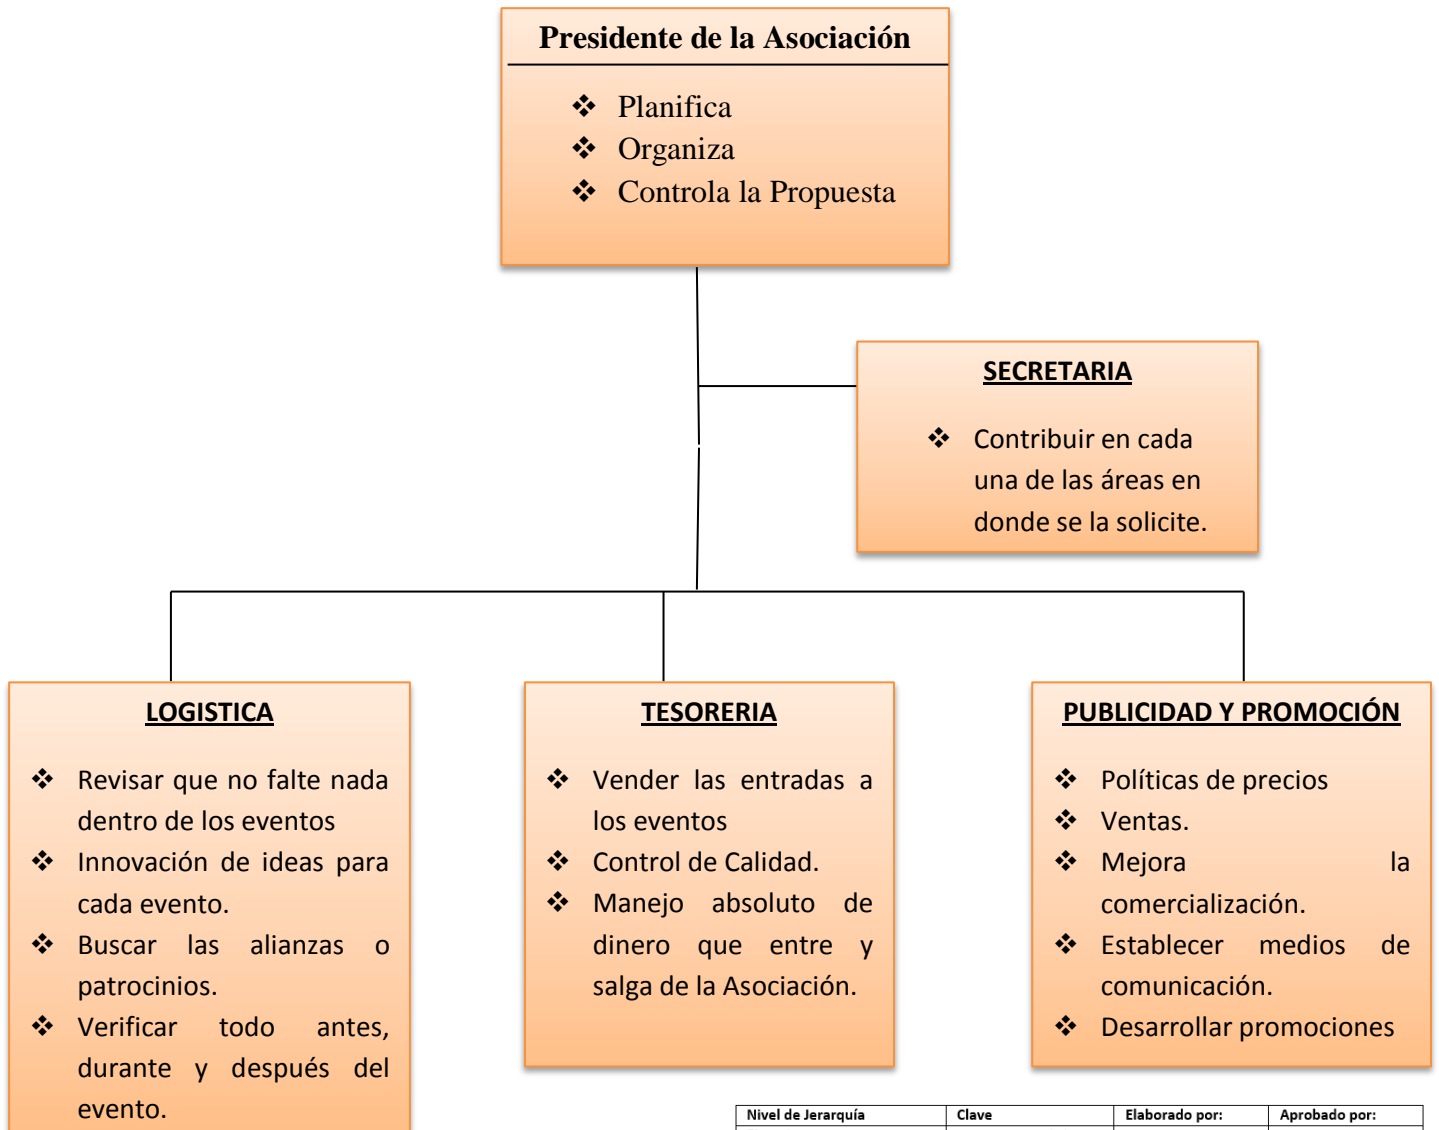 Presidente de la Asociación
❖ Planifica
❖ Organiza
❖ Controla la Propuesta
SECRETARIA
❖ Contribuir en cada
una de las áreas en
donde se la solicite.
LOGISTICA
❖ Revisar que no falte nada
dentro de los eventos
❖ Innovación de ideas para
cada evento.
❖ Buscar las alianzas o
patrocinios.
❖ Verificar todo antes,
durante y después del
evento.
TESORERIA
❖ Vender las entradas a
los eventos
❖ Control de Calidad.
❖ Manejo absoluto de
dinero que entre y
salga de la Asociación.
PUBLICIDAD Y PROMOCIÓN
❖ Políticas de precios
❖ Ventas.
❖ Mejora la
comercialización.
❖ Establecer medios de
comunicación.
❖ Desarrollar promociones
Nivel de Jerarquía Clave Elaborado por: Aprobado por: